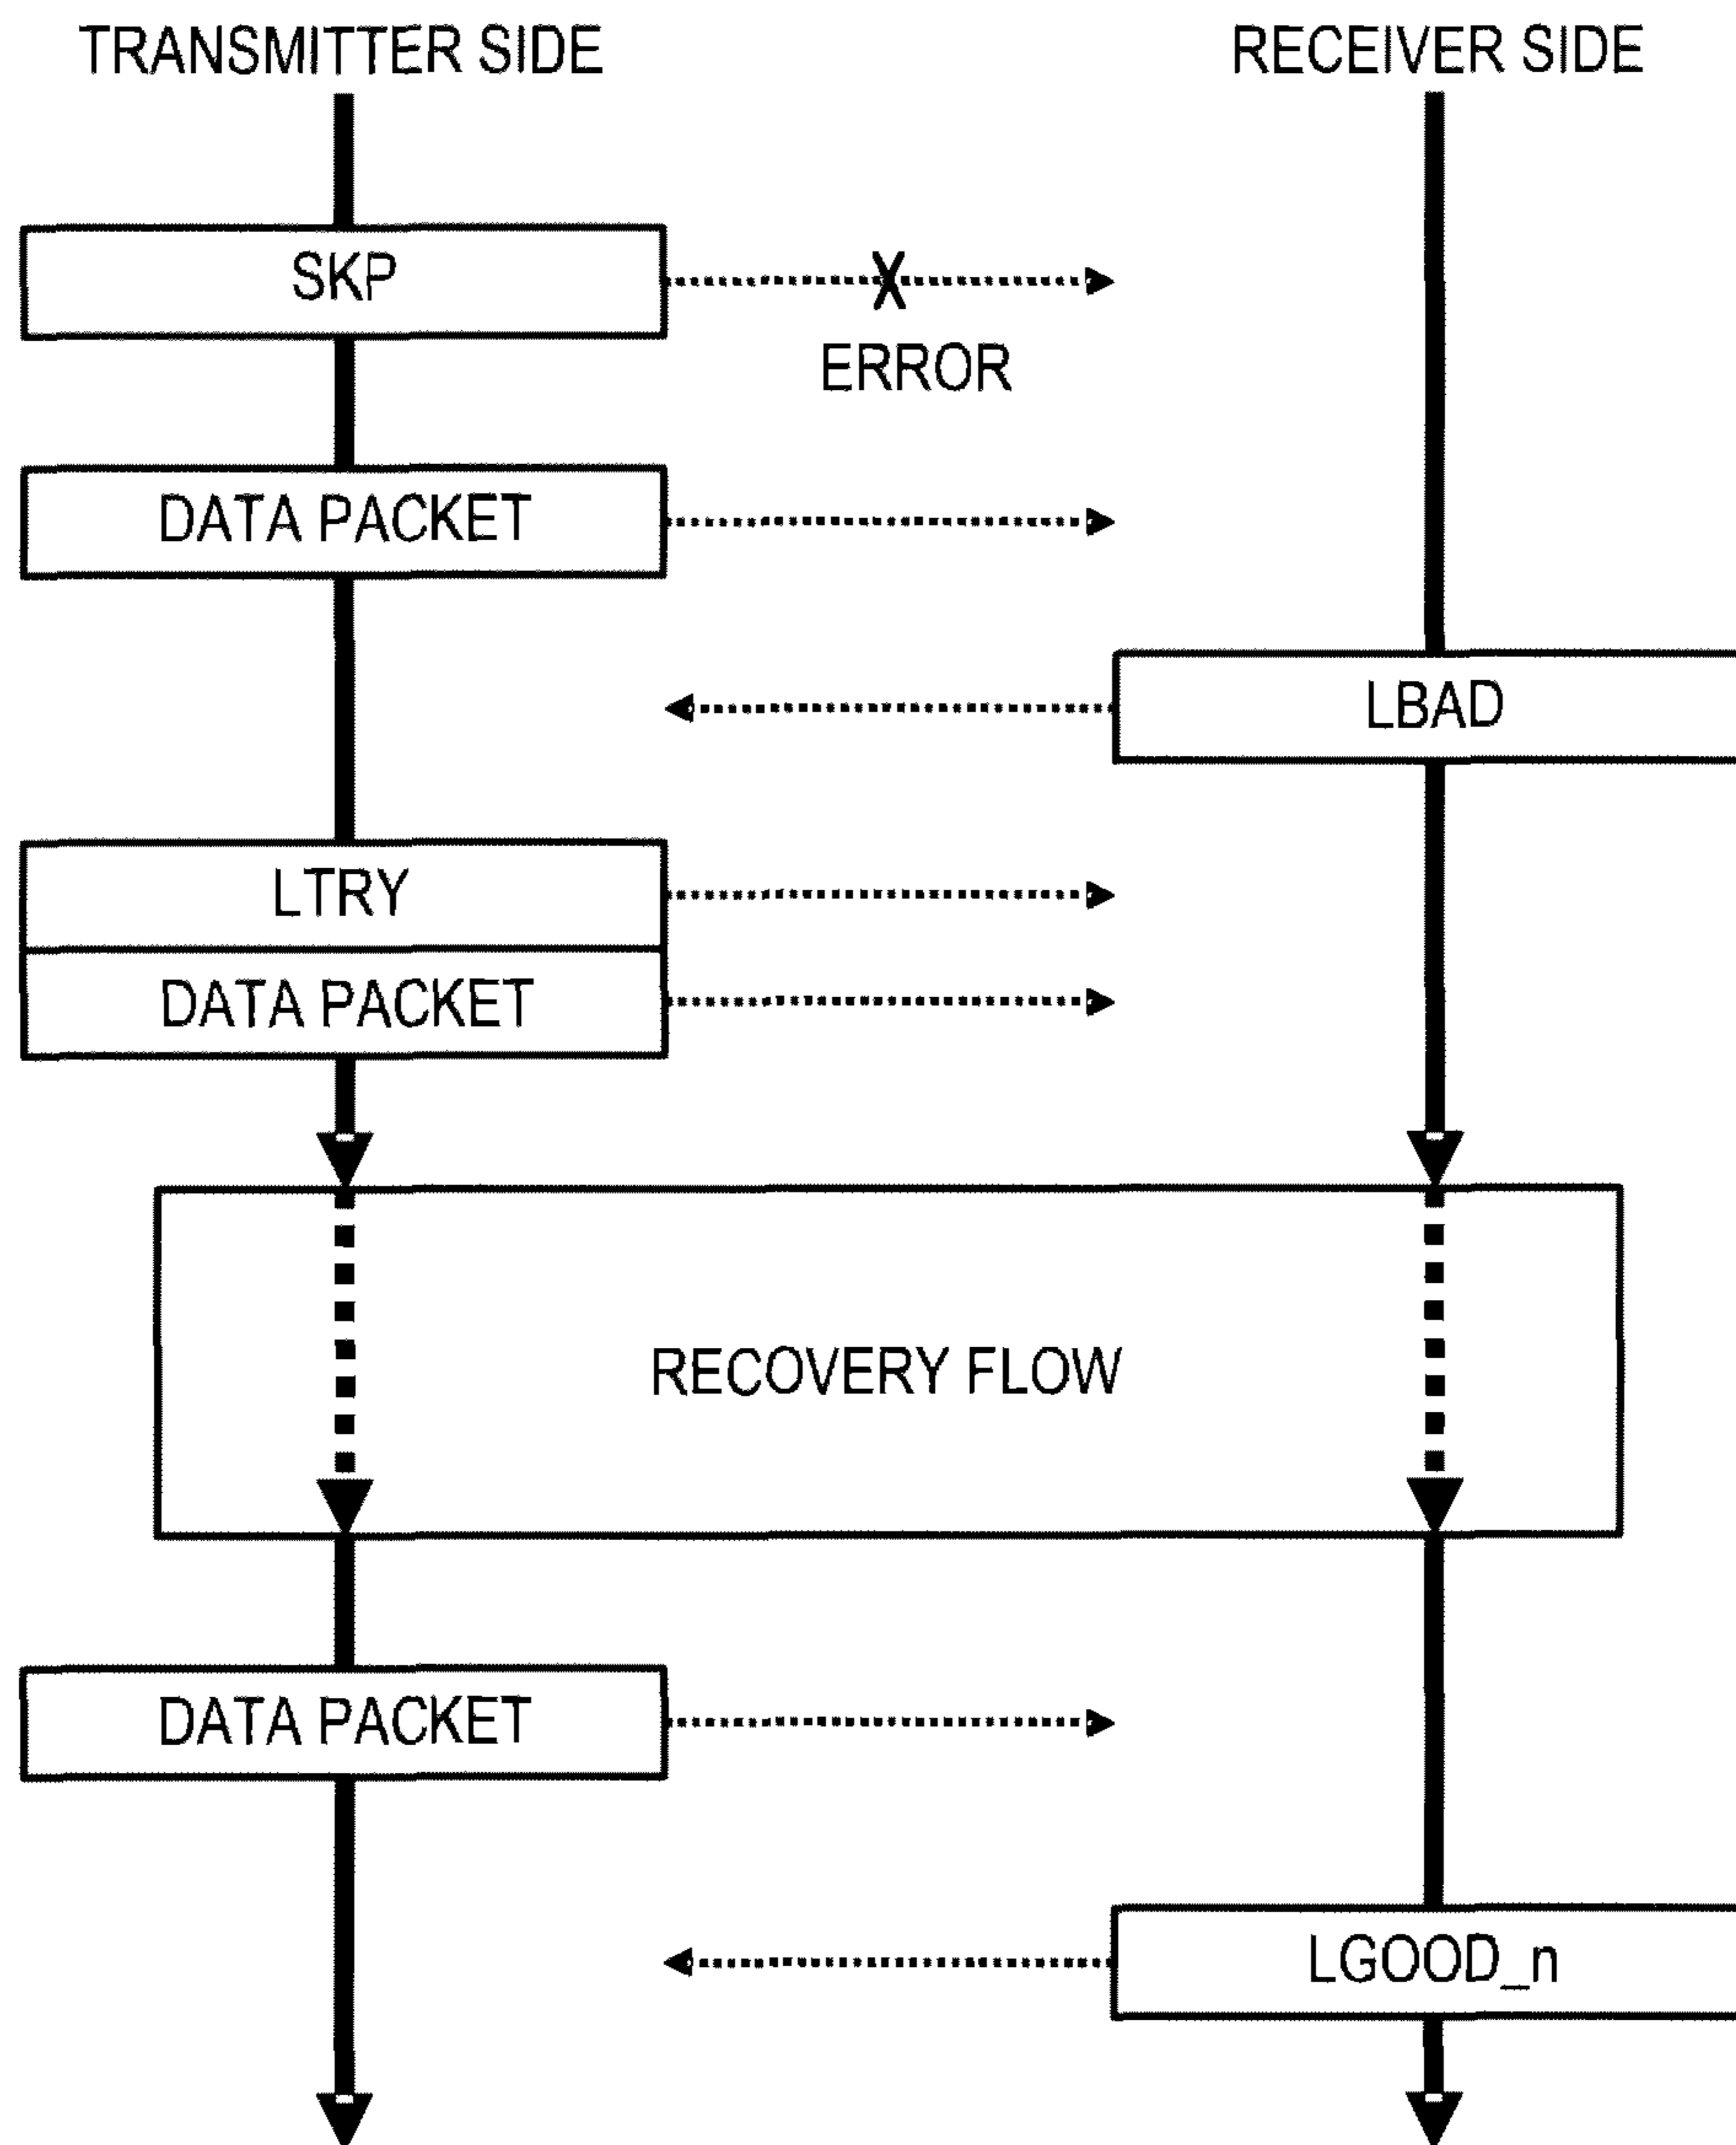 TRANSMITTER SIDE
RECEIVER SIDE
SKP
X
ERROR
DATA PACKET
LBAD
LTRY
DATA PACKET
RECOVERY FLOW
DATA PACKET
LGOOD_n